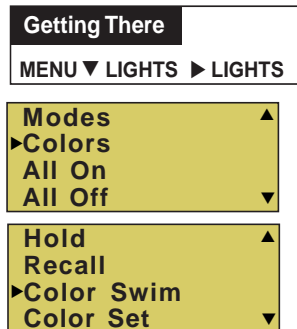 Getting There
MENU ▼ LIGHTS ▶ LIGHTS
Modes ▲
▶Colors
All On
All Off ▼
Hold ▲
Recall
▶Color Swim
Color Set ▼